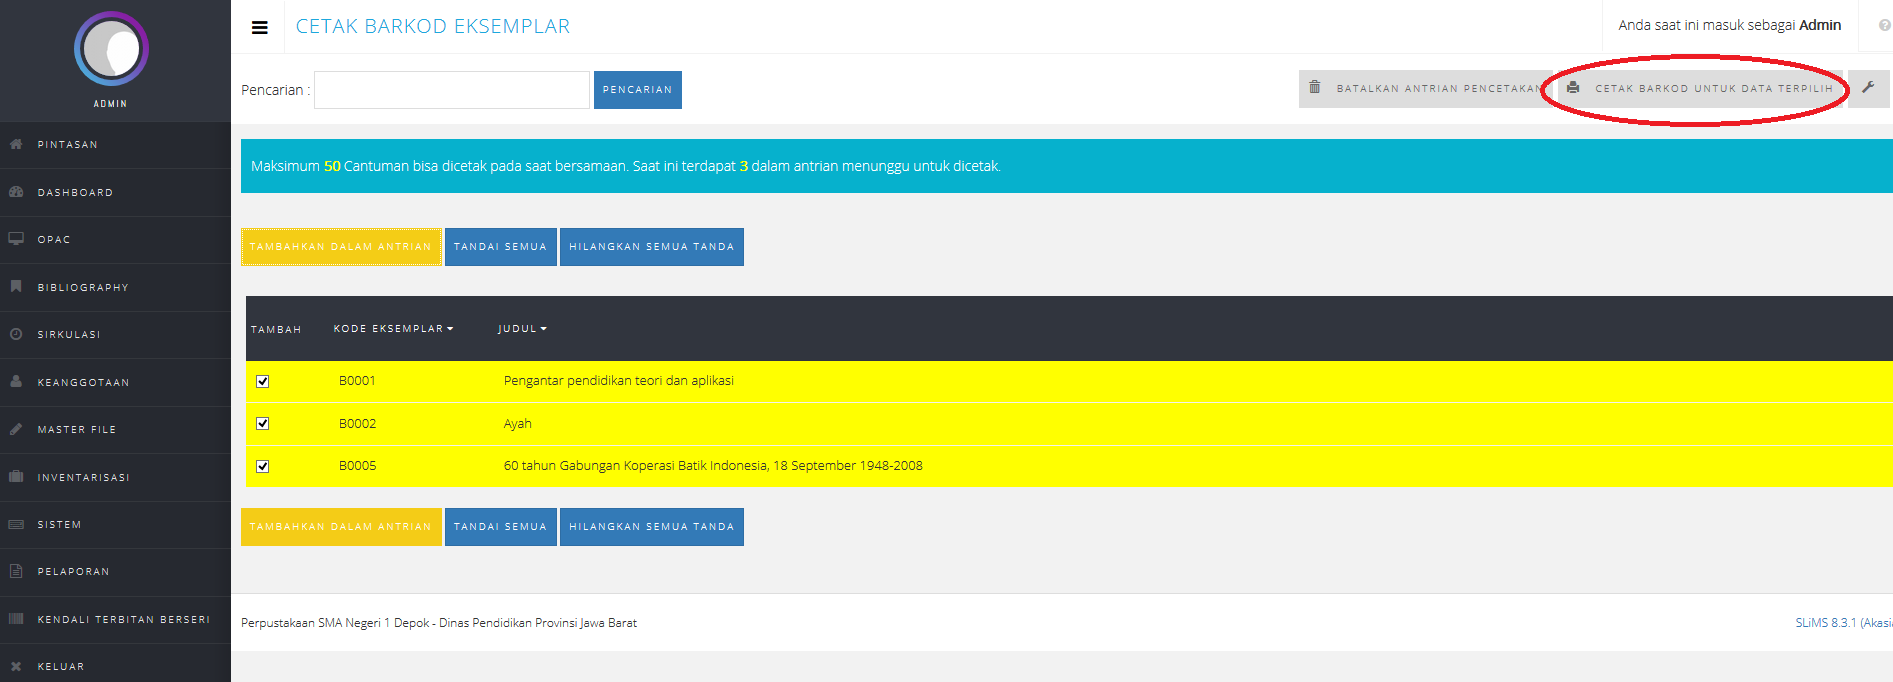 CETAK BARKOD EKSEMPLAR
Anda saat ini masuk sebagai Admin
ADMIN
Pencarian :
PENCARIAN
BATALKAN ANTRIAN PENCETAKAN
CETAK BARKOD UNTUK DATA TERPILIH
PINTASAN
DASHBOARD
OPAC
BIBLIOGRAPHY
SIRKULASI
KEANGGOTAAN
MASTER FILE
INVENTARISASI
SISTEM
PELAPORAN
KENDALI TERBITAN BERSERI
KELUAR
Maksimum 50 Cantuman bisa dicetak pada saat bersamaan. Saat ini terdapat 3 dalam antrian menunggu untuk dicetak.
TAMBAHKAN DALAM ANTRIAN TANDAI SEMUA HILANGKAN SEMUA TANDA
TAMBAH KODE EKSEMPLAR JUDUL
B0001 Pengantar pendidikan teori dan aplikasi
B0002 Ayah
B0005 60 tahun Gabungan Koperasi Batik Indonesia, 18 September 1948-2008
TAMBAHKAN DALAM ANTRIAN TANDAI SEMUA HILANGKAN SEMUA TANDA
Perpustakaan SMA Negeri 1 Depok - Dinas Pendidikan Provinsi Jawa Barat
SLiMS 8.3.1 (Akasia